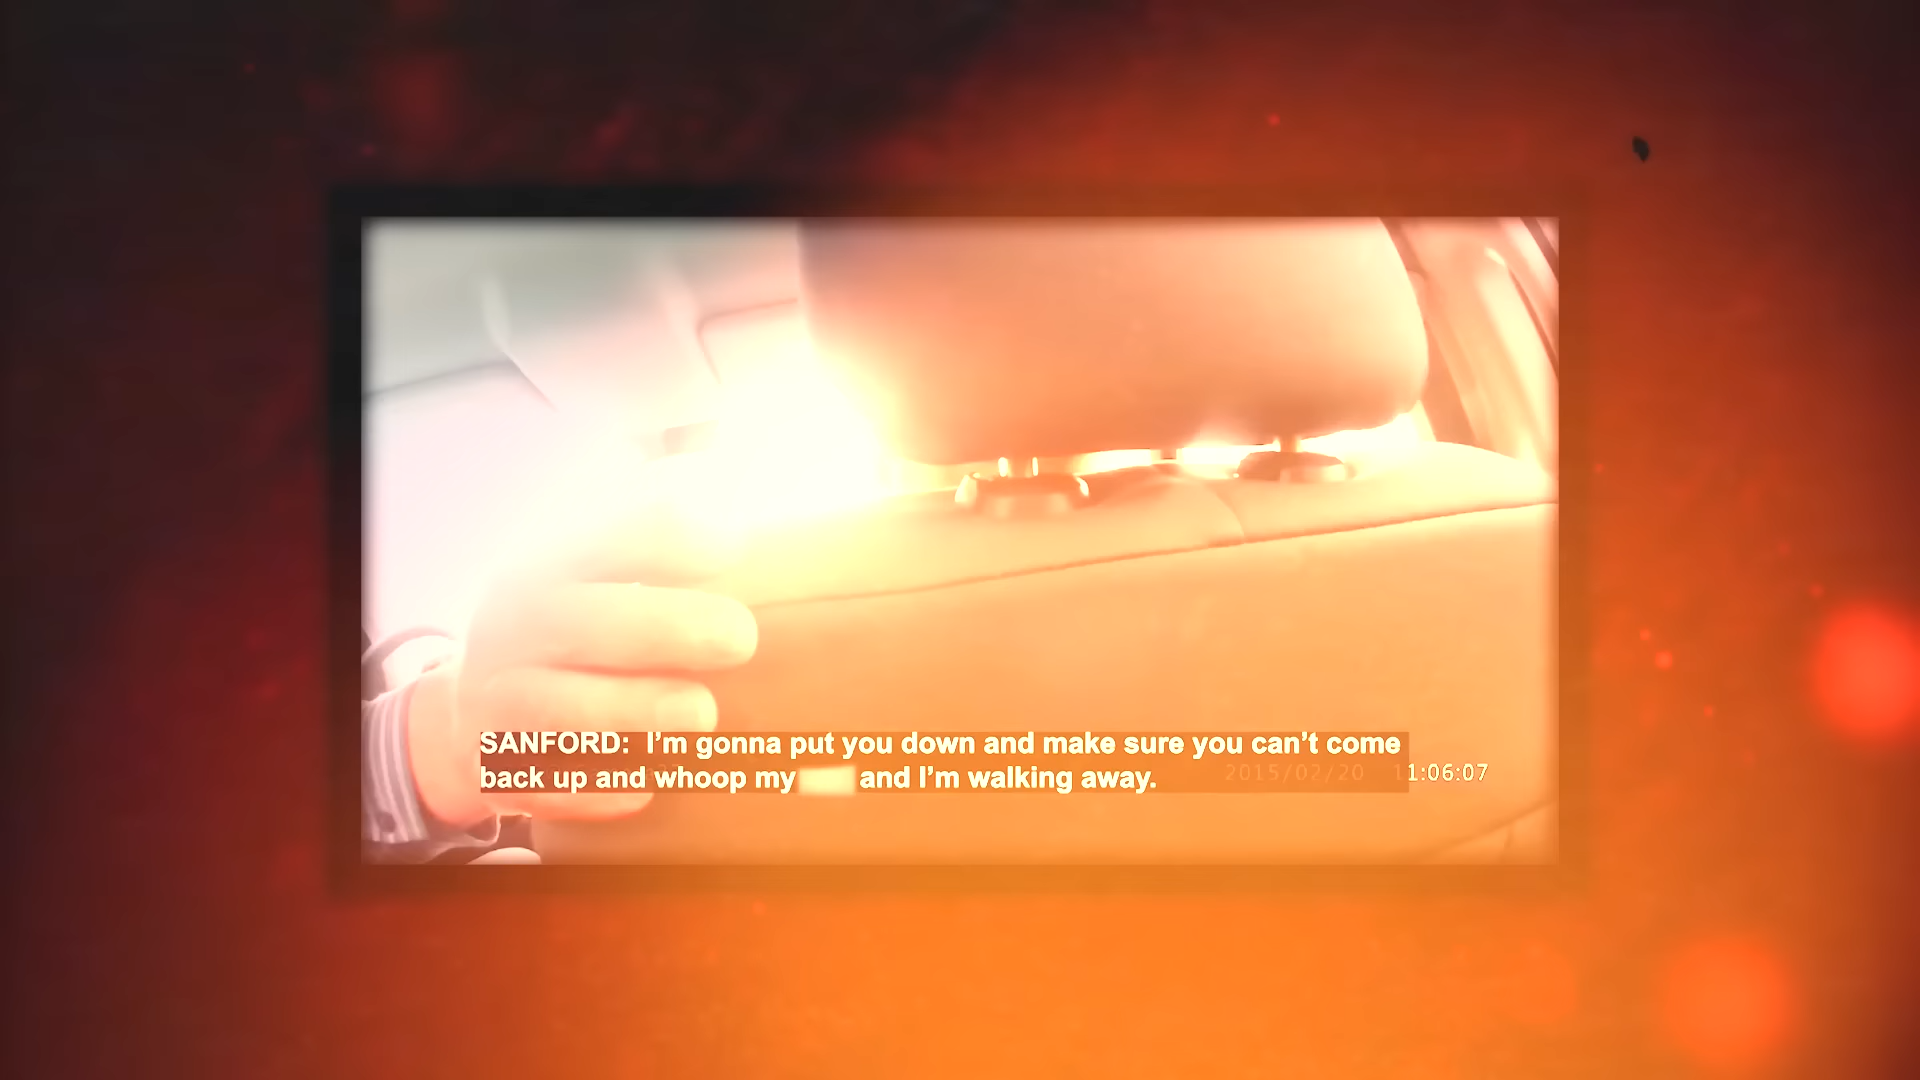 SANFORD:  I'm gonna put you down and make sure you can't come
back up and whoop my and I'm walking away.
2015/02/20 11:06:07